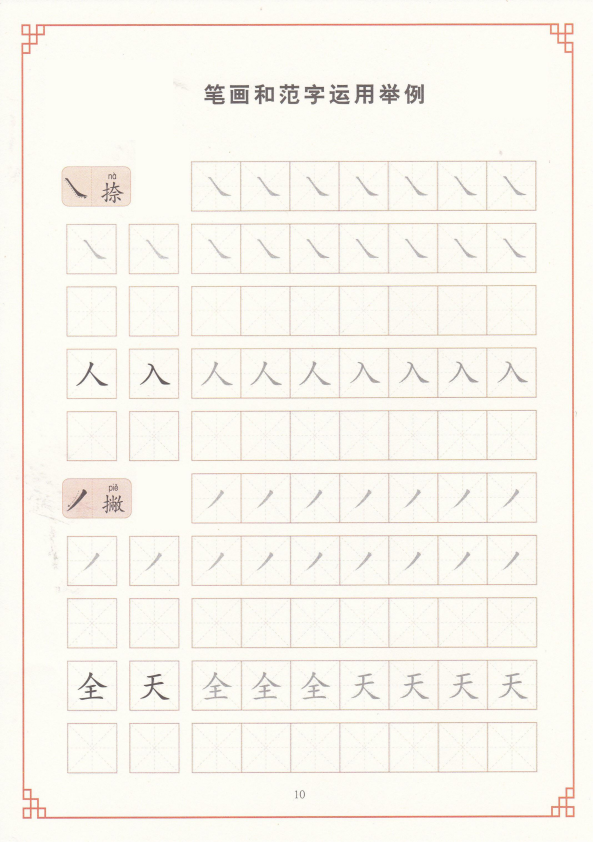 笔画和范字运用举例
nà
㇏ 捺 ㇏ ㇏ ㇏ ㇏ ㇏ ㇏ ㇏
㇏ ㇏ ㇏ ㇏ ㇏ ㇏ ㇏ ㇏ ㇏
人 入 人 人 人 入 入 入 入
piě
㇒ 撇 ㇒ ㇒ ㇒ ㇒ ㇒ ㇒ ㇒
㇒ ㇒ ㇒ ㇒ ㇒ ㇒ ㇒ ㇒ ㇒
全 天 全 全 全 天 天 天 天
10